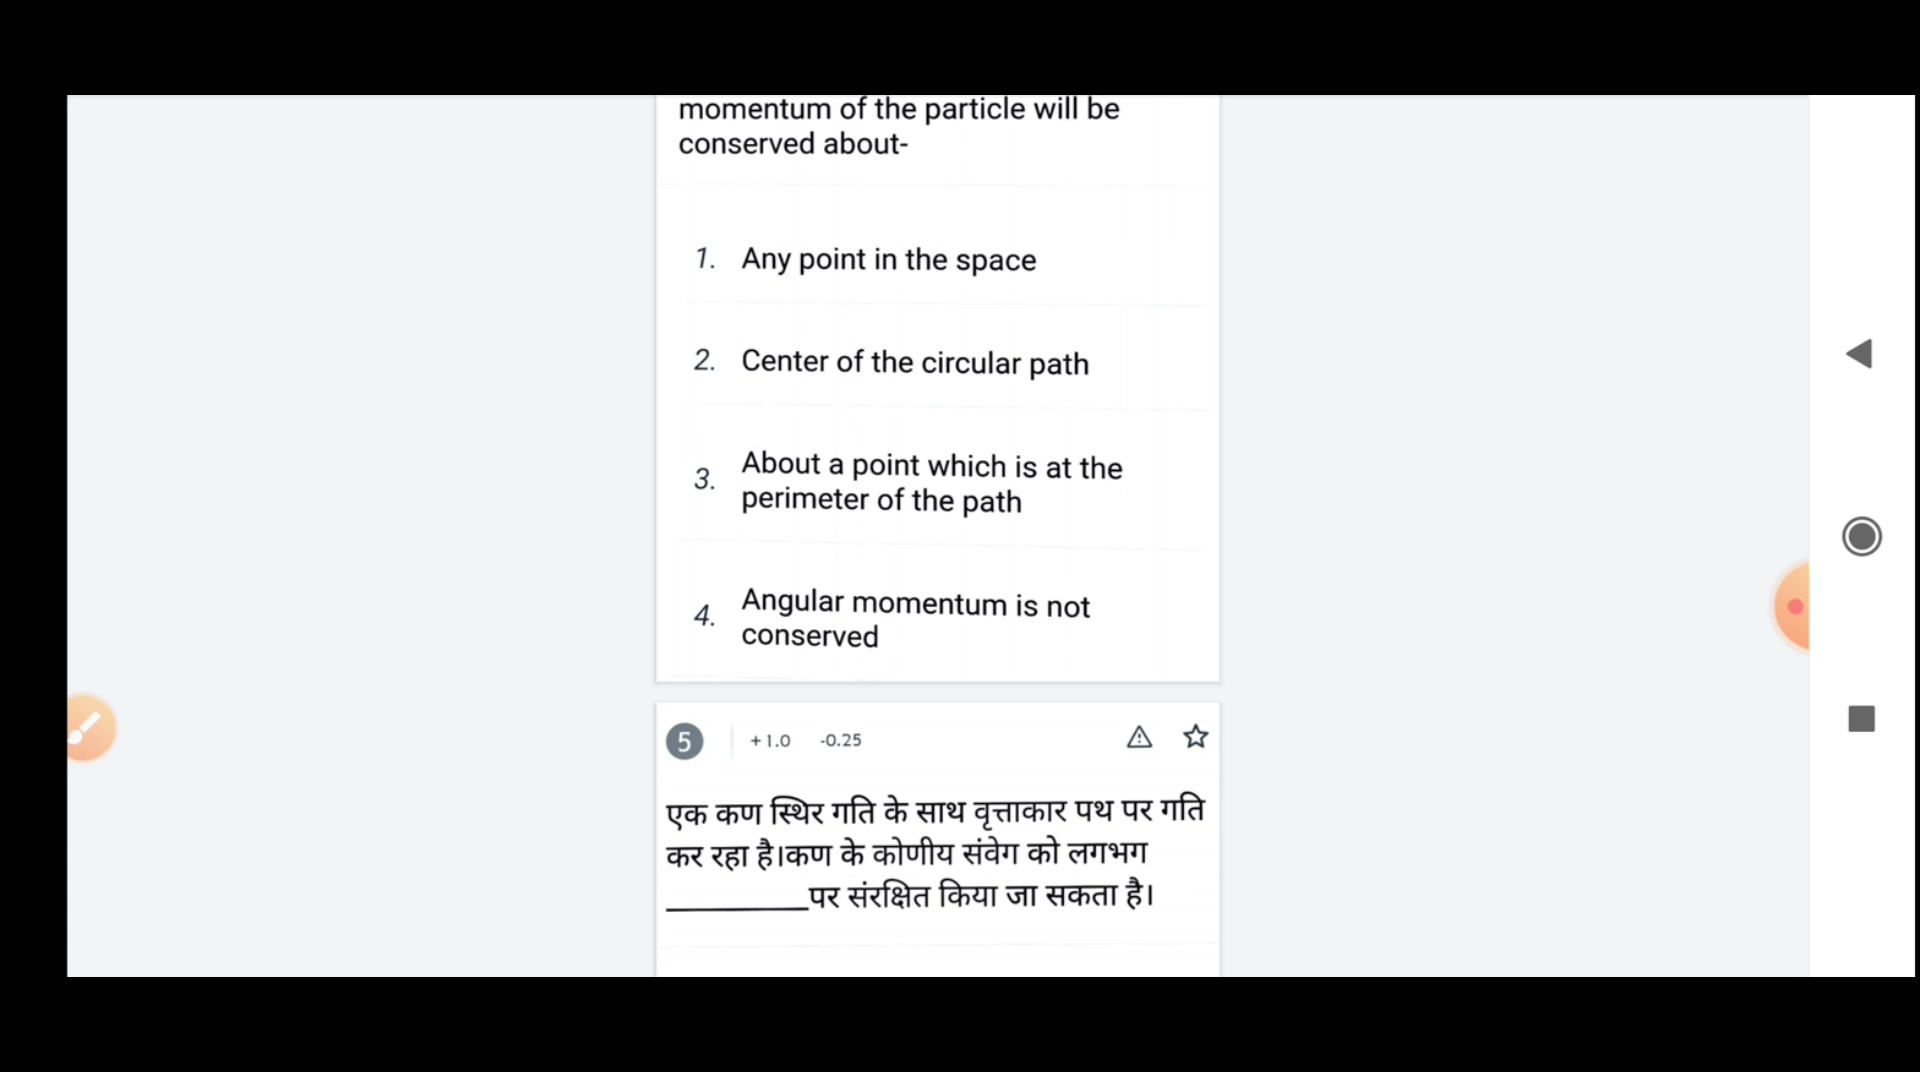 momentum of the particle will be
conserved about-
1. Any point in the space
2. Center of the circular path
3. About a point which is at the
perimeter of the path
4. Angular momentum is not
conserved
5 +1.0 -0.25
एक कण स्थिर गति के साथ वृत्ताकार पथ पर गति
कर रहा है।कण के कोणीय संवेग को लगभग
_________पर संरक्षित किया जा सकता है।